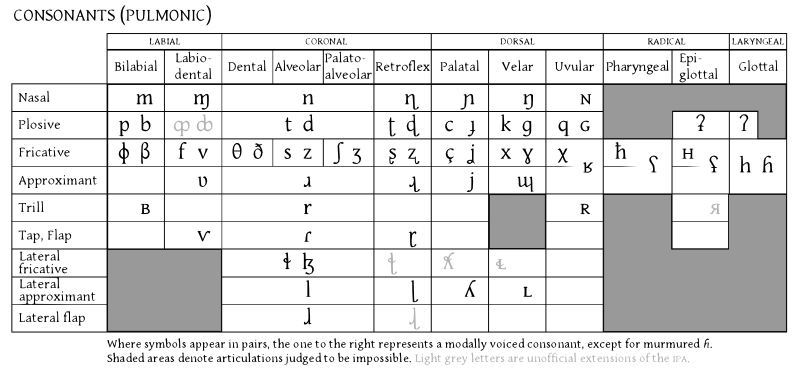 CONSONANTS (PULMONIC)
LABIAL CORONAL DORSAL RADICAL LARYNGEAL
Bilabial Labio-dental Dental Alveolar Palato-alveolar Retroflex Palatal Velar Uvular Pharyngeal Epi-glottal Glottal
Nasal m ɱ n ɳ ɲ ŋ ɴ
Plosive p b ȹ ȸ t d ʈ ɖ c ɟ k ɡ q ɢ ʡ ʔ
Fricative ɸ β f v θ ð s z ʃ ʒ ʂ ʐ ç ʝ x ɣ χ ʁ ħ ʕ ʜ ʢ h ɦ
Approximant ʋ ɹ ɻ j ɰ
Trill ʙ r ʀ ᴙ
Tap, Flap ⱱ ɾ ɽ
Lateral
fricative ɬ ɮ
Lateral
approximant l ɭ ʎ ʟ
Lateral flap ɺ
Where symbols appear in pairs, the one to the right represents a modally voiced consonant, except for murmured ɦ.
Shaded areas denote articulations judged to be impossible. Light grey letters are unofficial extensions of the IPA.